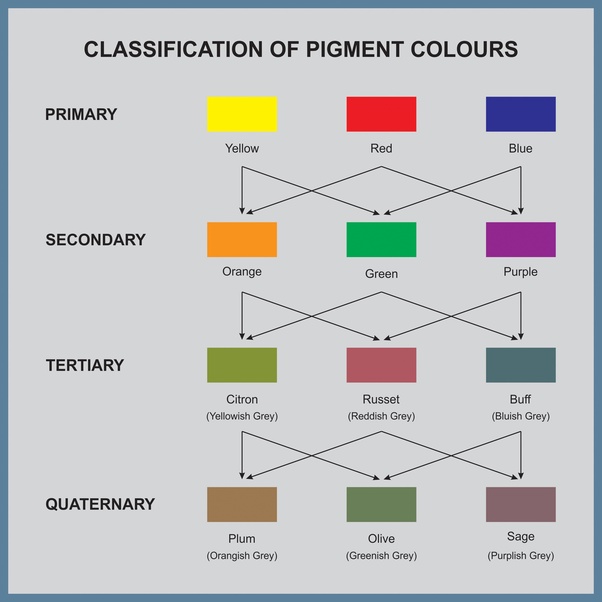 CLASSIFICATION OF PIGMENT COLOURS
PRIMARY
Yellow
Red
Blue
SECONDARY
Orange
Green
Purple
TERTIARY
Citron
(Yellowish Grey)
Russet
(Reddish Grey)
Buff
(Bluish Grey)
QUATERNARY
Plum
(Orangish Grey)
Olive
(Greenish Grey)
Sage
(Purplish Grey)